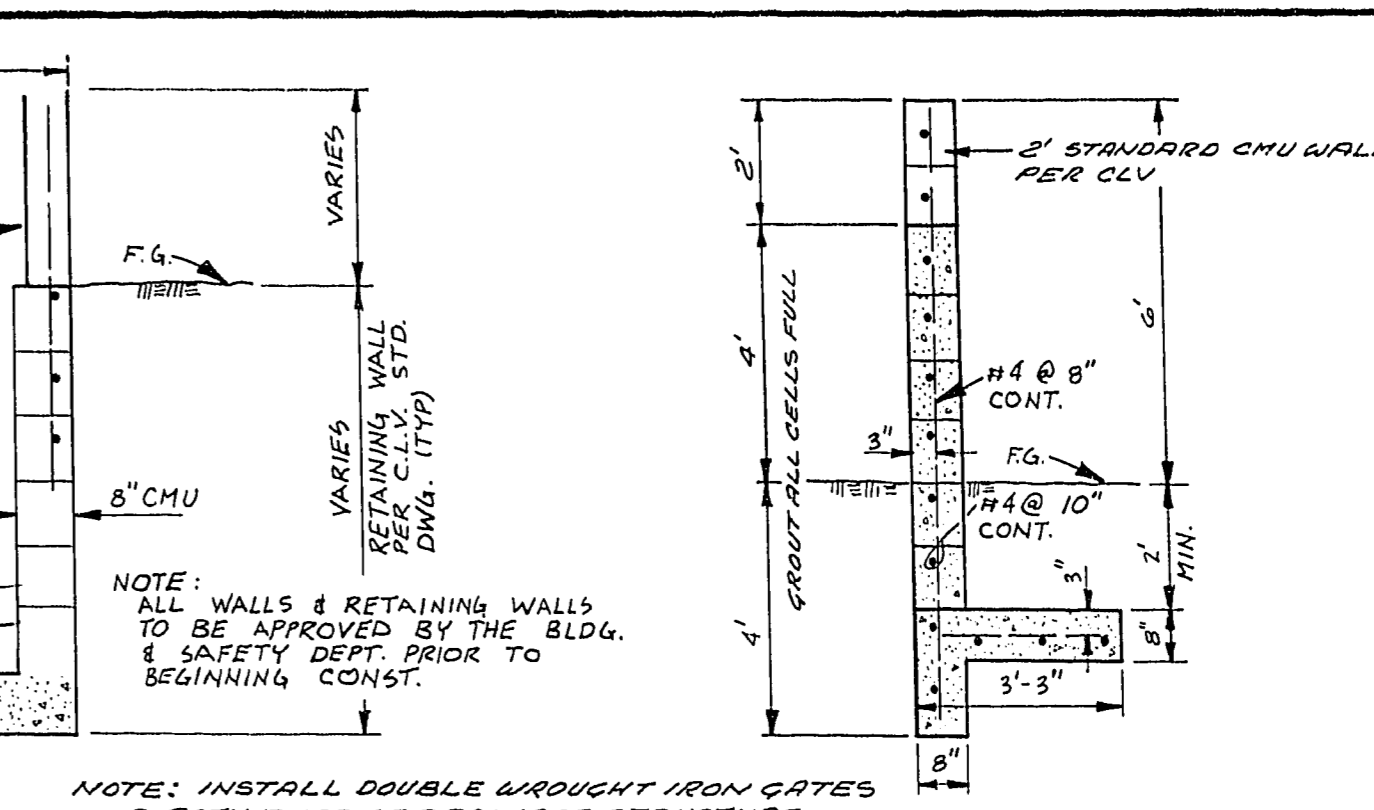 VARIES
F.G.
VARIES
RETAINING WALL
PER C.L.V. STD.
DWG. (TYP)
8" CMU
NOTE:
ALL WALLS & RETAINING WALLS
TO BE APPROVED BY THE BLDG.
& SAFETY DEPT. PRIOR TO
BEGINNING CONST.
2'
4'
4'
GROUT ALL CELLS FULL
2' STANDARD CMU WALL
PER CLV
6'
#4 @ 8"
CONT.
3"
F.G.
#4 @ 10"
CONT.
2'
MIN.
3"
8"
3'-3"
8"
NOTE: INSTALL DOUBLE WROUGHT IRON GATES